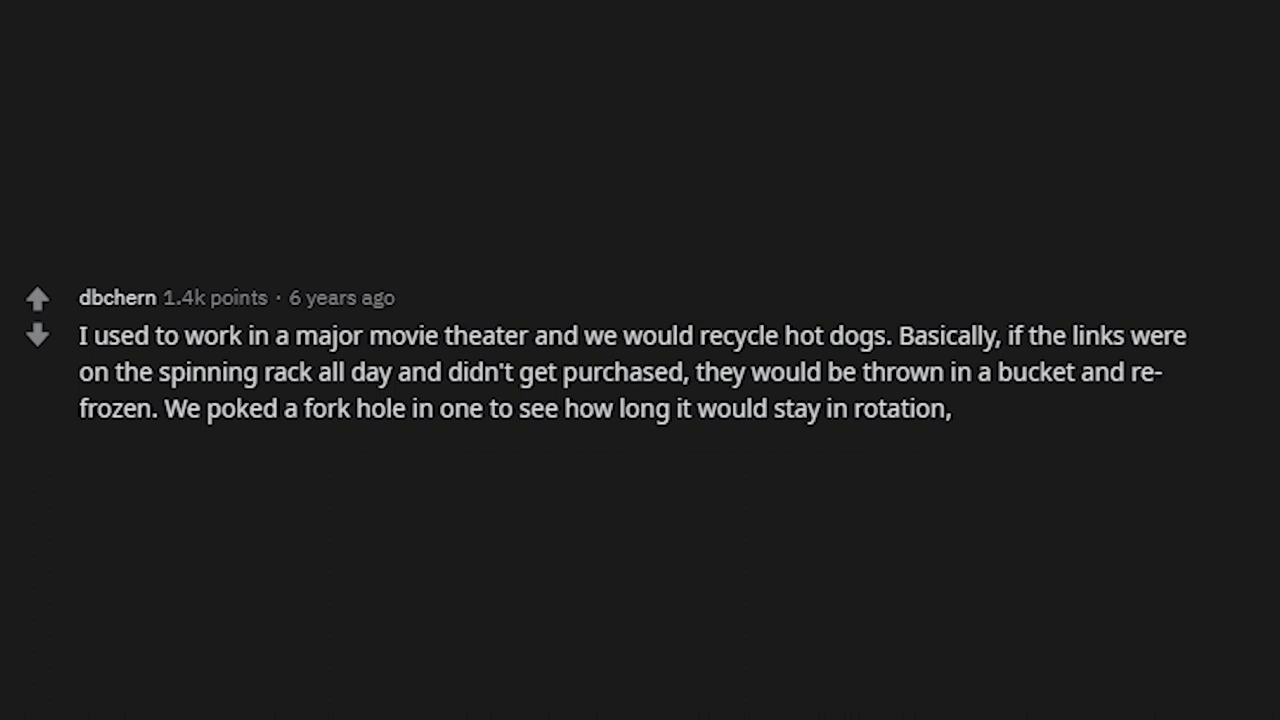 dbchern 1.4k points · 6 years ago
I used to work in a major movie theater and we would recycle hot dogs. Basically, if the links were
on the spinning rack all day and didn't get purchased, they would be thrown in a bucket and re-
frozen. We poked a fork hole in one to see how long it would stay in rotation,